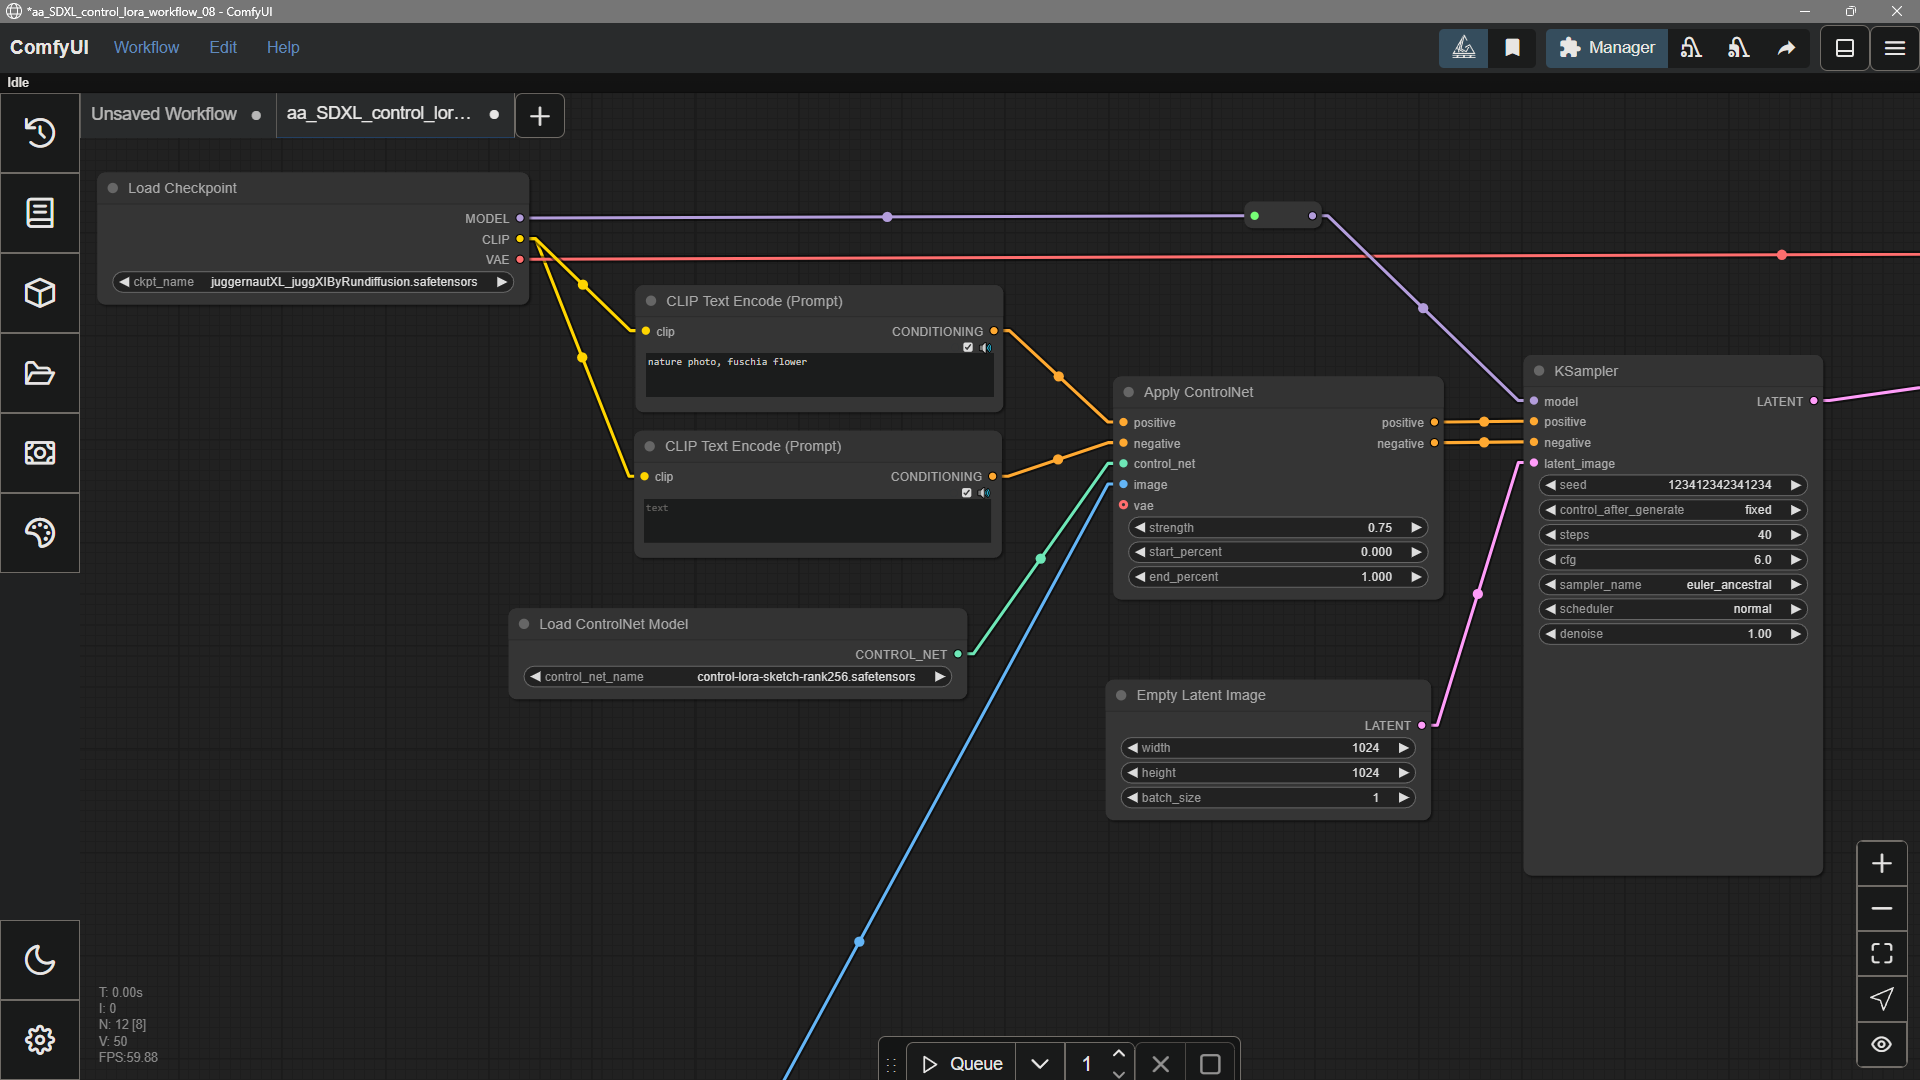 *aa_SDXL_control_lora_workflow_08 - ComfyUI
ComfyUI Workflow Edit Help
Manager
Idle
Unsaved Workflow
aa_SDXL_control_lor...
Load Checkpoint
MODEL
CLIP
VAE
ckpt_name juggernautXL_juggXIByRundiffusion.safetensors
CLIP Text Encode (Prompt)
clip CONDITIONING
nature photo, fuschia flower
CLIP Text Encode (Prompt)
clip CONDITIONING
text
Load ControlNet Model
CONTROL_NET
control_net_name control-lora-sketch-rank256.safetensors
Apply ControlNet
positive positive
negative negative
control_net
image
vae
strength 0.75
start_percent 0.000
end_percent 1.000
Empty Latent Image
LATENT
width 1024
height 1024
batch_size 1
KSampler
model LATENT
positive
negative
latent_image
seed 123412342341234
control_after_generate fixed
steps 40
cfg 6.0
sampler_name euler_ancestral
scheduler normal
denoise 1.00
T: 0.00s
I: 0
N: 12 [8]
V: 50
FPS:59.88
Queue 1